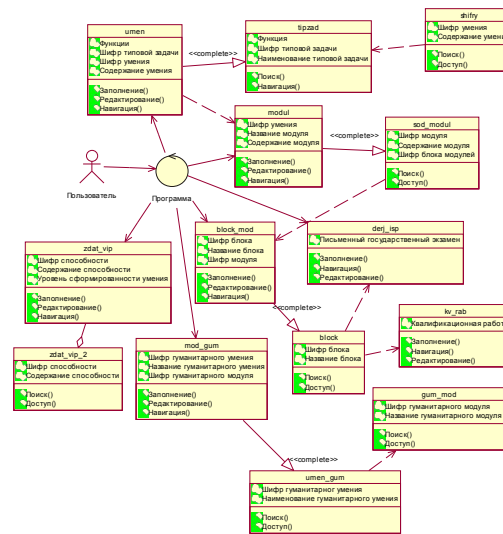 umen
Функции
Шифр типовой задачи
Шифр умения
Содержание умения
Заполнение()
Редактирование()
Навигация()
<<complete>>
tipzad
Функция
Шифр типовой задачи
Наименование типовой задачи
Поиск()
Навигация()
shifry
Шифр умения
Содержание умени
Поиск()
Доступ()
modul
Шифр умения
Название модуля
Содержание модуля
Заполнение()
Редактирование()
Навигация()
<<complete>>
sod_modul
Шифр модуля
Содержание модуля
Шифр блока модулей
Поиск()
Доступ()
Пользователь
Программа
zdat_vip
Шифр способности
Содержание способности
Уровень сформированности умения
Заполнение()
Редактирование()
Навигация()
block_mod
Шифр блока
Название блока
Шифр модуля
Заполнение()
Редактирование()
Навигация()
<<complete>>
derj_isp
Письменный государственный экзамен
Заполнение()
Навигация()
Редактирование()
zdat_vip_2
Шифр способности
Содержание способности
Поиск()
Доступ()
mod_gum
Шифр гуманитарного умения
Название гуманитарного умения
Шифр гуманитарного модуля
Заполнение()
Редактирование()
Навигация()
block
Шифр блока
Название блока
Поиск()
Доступ()
kv_rab
Квалификационная работ
Заполнение()
Навигация()
Редактирование()
gum_mod
Шифр гуманитарного модуля
Название гуманитарного модуля
Поиск()
Доступ()
<<complete>>
umen_gum
Шифр гуманитарног умения
Наименование гуманитарного умения
Поиск()
Доступ()